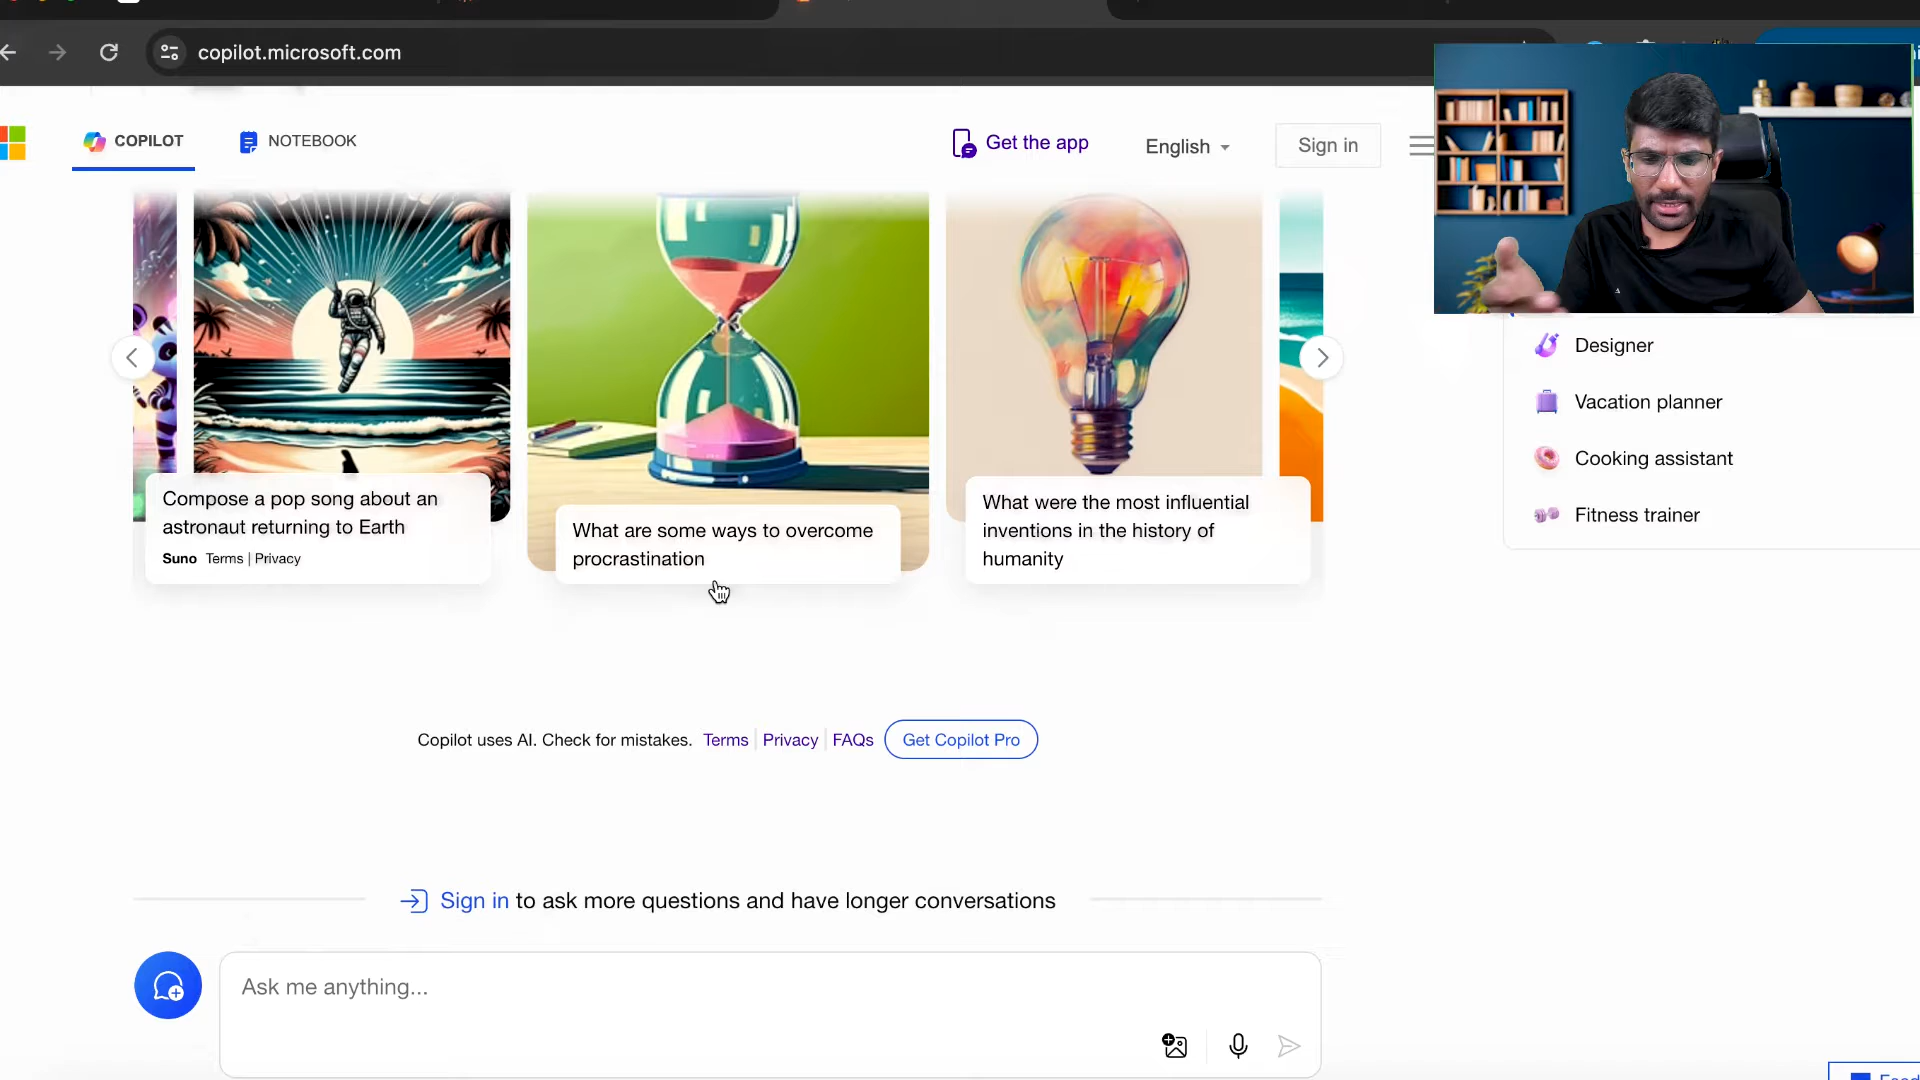 copilot.microsoft.com
COPILOT
NOTEBOOK
Get the app
English
Sign in
Compose a pop song about an
astronaut returning to Earth
Suno Terms | Privacy
What are some ways to overcome
procrastination
What were the most influential
inventions in the history of
humanity
Designer
Vacation planner
Cooking assistant
Fitness trainer
Copilot uses AI. Check for mistakes. Terms Privacy FAQs Get Copilot Pro
Sign in to ask more questions and have longer conversations
Ask me anything...